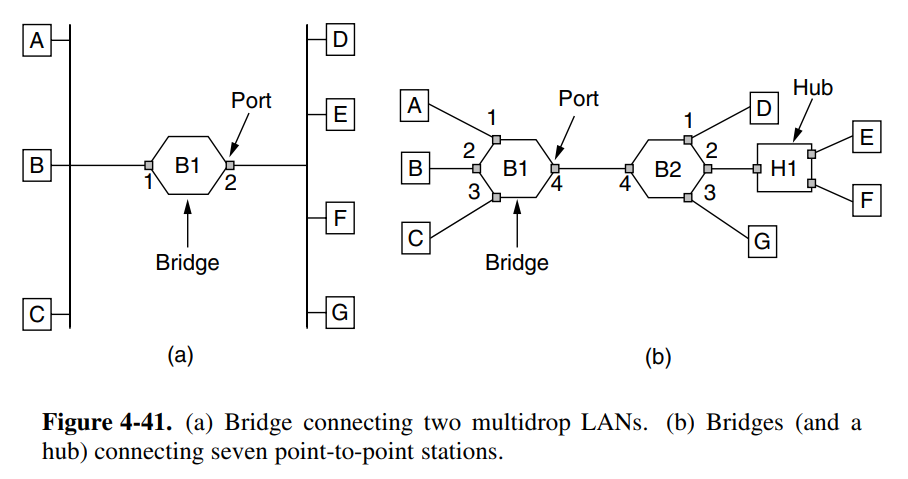 A
D
Port
E
B
B1
1
2
F
Bridge
C
G
(a)
Hub
A
Port
1
1
D
E
2
2
B
B1
B2
H1
4
4
3
3
F
C
G
Bridge
(b)
Figure 4-41. (a) Bridge connecting two multidrop LANs. (b) Bridges (and a
hub) connecting seven point-to-point stations.